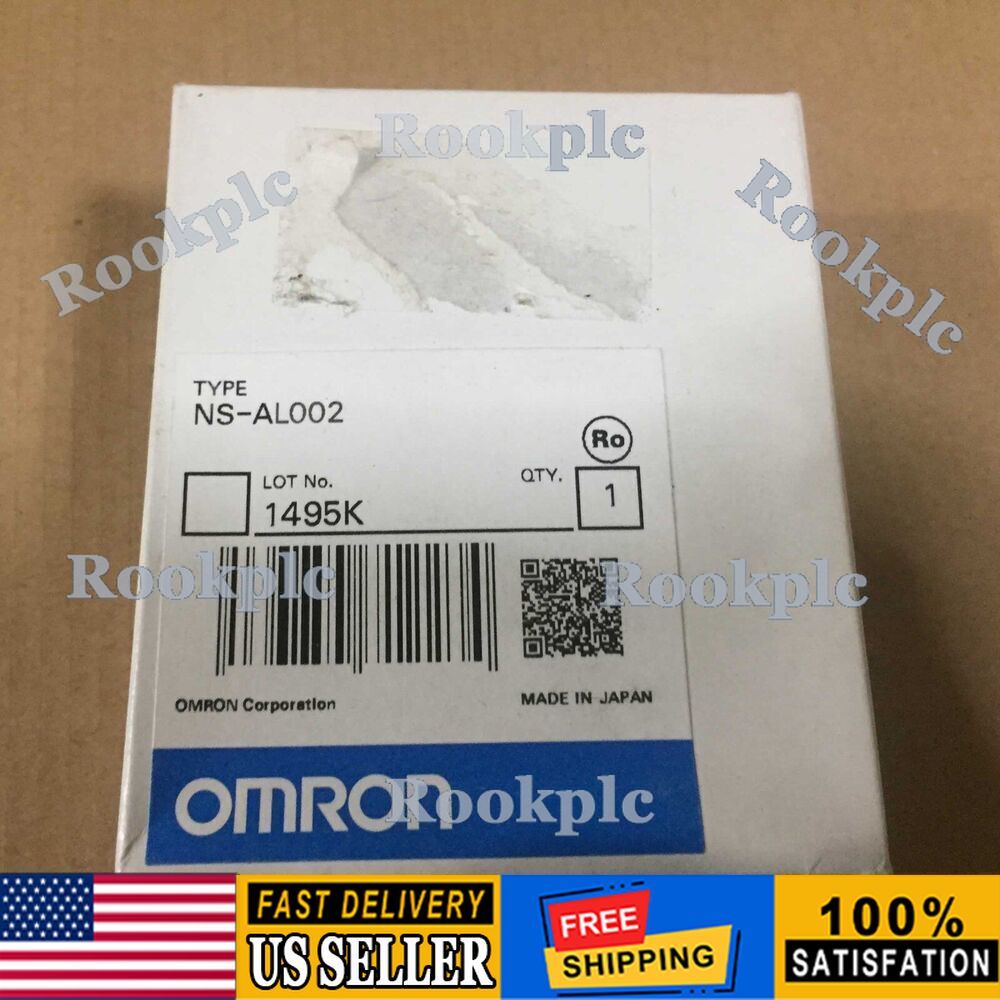 Rookplc
Rookplc
Rookplc
TYPE
NS-AL002
Ro
LOT No.
QTY.
1495K
1
Rookplc
Rookplc
OMRON Corporation
MADE IN JAPAN
OMRON
Rookplc
FAST DELIVERY
US SELLER
FREE
SHIPPING
100%
SATISFATION